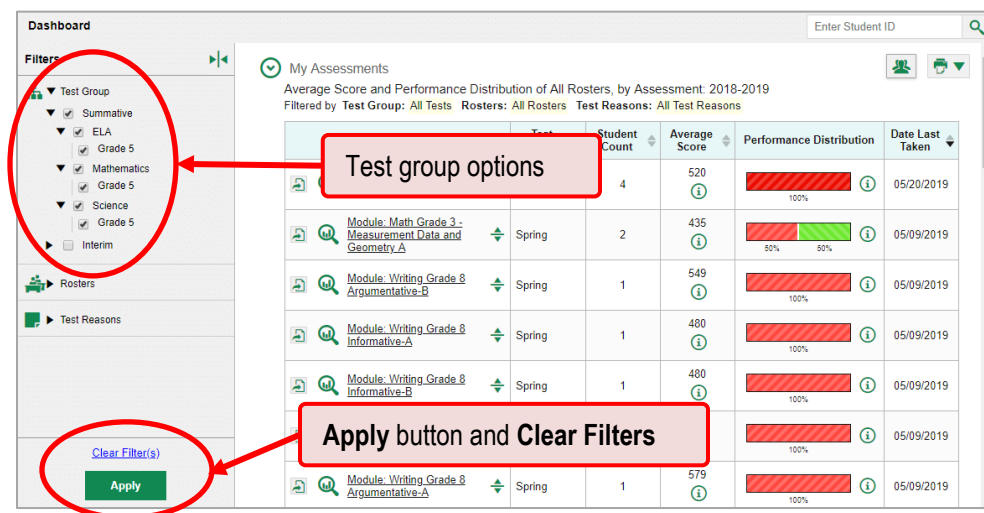 Dashboard
Enter Student ID
Filters
Test Group
Summative
ELA
Grade 5
Mathematics
Grade 5
Science
Grade 5
Interim
Rosters
Test Reasons
Clear Filter(s)
Apply
My Assessments
Average Score and Performance Distribution of All Rosters, by Assessment: 2018-2019
Filtered by Test Group: All Tests Rosters: All Rosters Test Reasons: All Test Reasons
Student Count
Average Score
Performance Distribution
Date Last Taken
Test group options
4
520
100%
05/20/2019
Module: Math Grade 3 -
Measurement Data and
Geometry A
Spring
2
435
50% 50%
05/09/2019
Module: Writing Grade 8
Argumentative-B
Spring
1
549
100%
05/09/2019
Module: Writing Grade 8
Informative-A
Spring
1
480
100%
05/09/2019
Module: Writing Grade 8
Informative-B
Spring
1
480
100%
05/09/2019
Apply button and Clear Filters
100%
05/09/2019
Module: Writing Grade 8
Argumentative-A
Spring
1
579
100%
05/09/2019